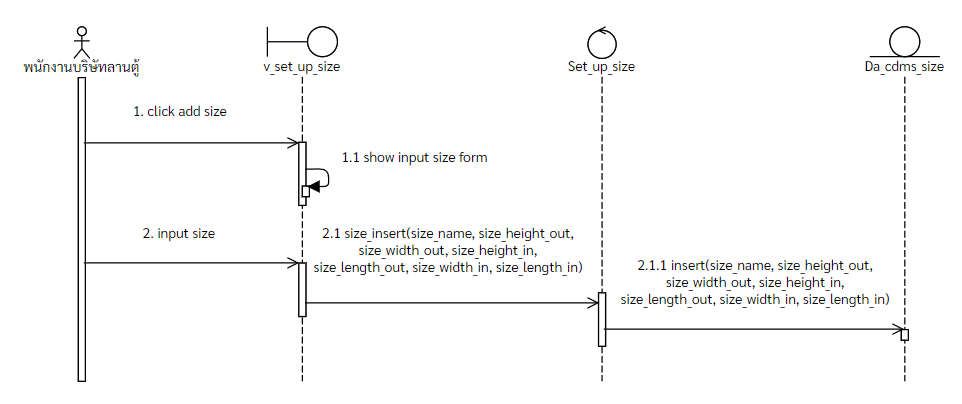 พนักงานบริษัทลานตู้
v_set_up_size
Set_up_size
Da_cdms_size
1. click add size
1.1 show input size form
2. input size
2.1 size_insert(size_name, size_height_out,
size_width_out, size_height_in,
size_length_out, size_width_in, size_length_in)
2.1.1 insert(size_name, size_height_out,
size_width_out, size_height_in,
size_length_out, size_width_in, size_length_in)